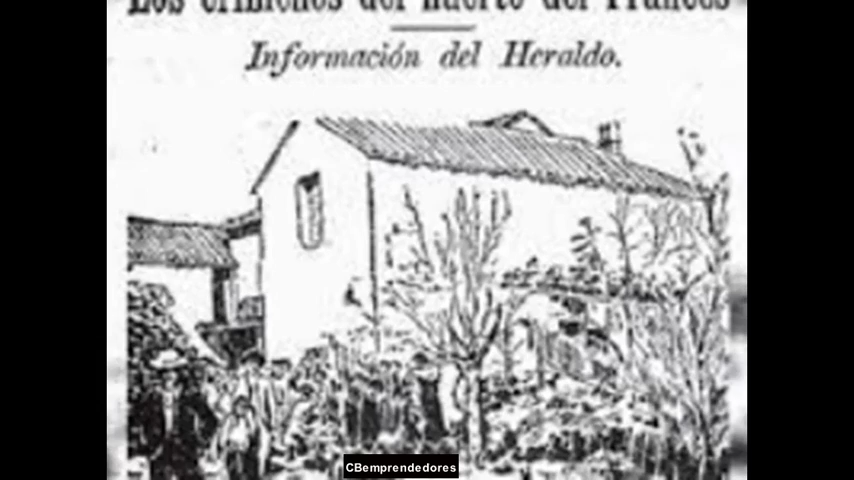 Los crímenes del huerto del Francés
Información del Heraldo.
CBemprendedores